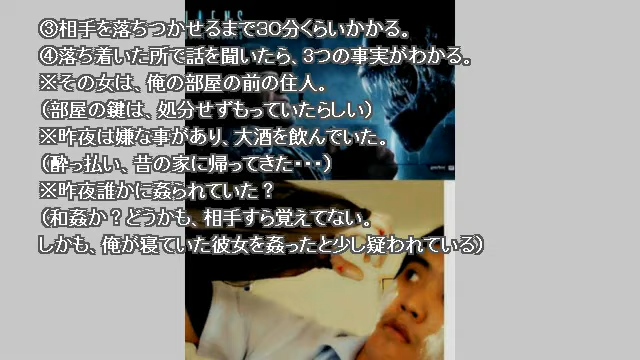 ③相手を落ちつかせるまで30分くらいかかる。
④落ち着いた所で話を聞いたら、3つの事実がわかる。
※その女は、俺の部屋の前の住人。
(部屋の鍵は、処分せずもっていたらしい)
※昨夜は嫌な事があり、大酒を飲んでいた。
(酔っ払い、昔の家に帰ってきた・・・)
※昨夜誰かに姦られていた？
(和姦か？どうかも、相手すら覚えてない。
しかも、俺が寝ていた彼女を姦ったと少し疑われている)